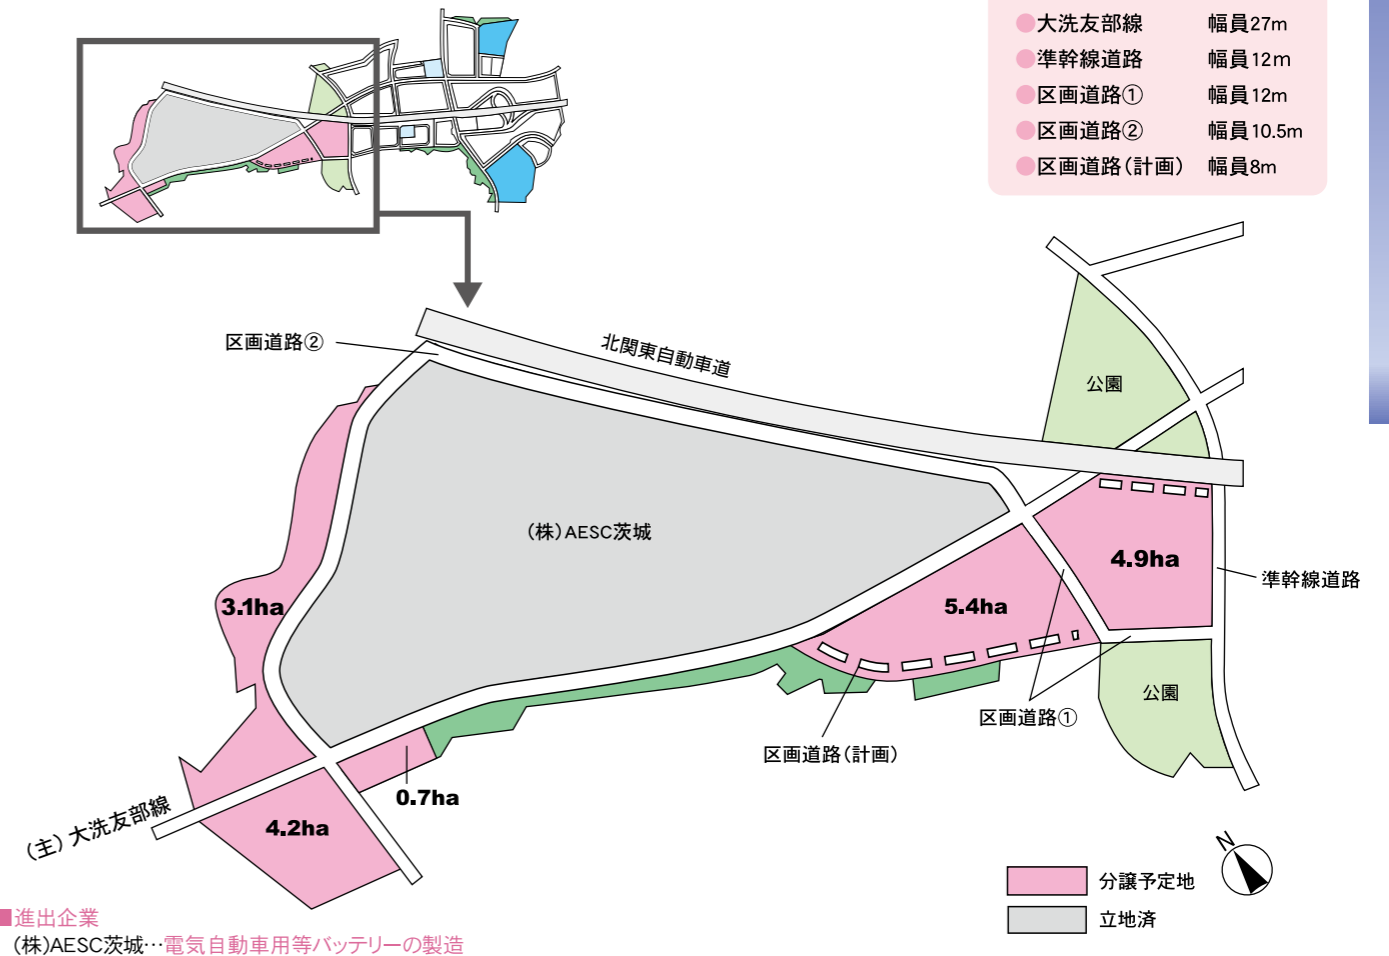 ●大洗友部線 幅員27m
●準幹線道路 幅員12m
●区画道路① 幅員12m
●区画道路② 幅員10.5m
●区画道路(計画) 幅員8m
区画道路②
北関東自動車道
公園
(株)AESC茨城
4.9ha
準幹線道路
3.1ha
5.4ha
公園
区画道路①
区画道路(計画)
0.7ha
(主)大洗友部線
4.2ha
N
分譲予定地
立地済
■進出企業
(株)AESC茨城…電気自動車用等バッテリーの製造